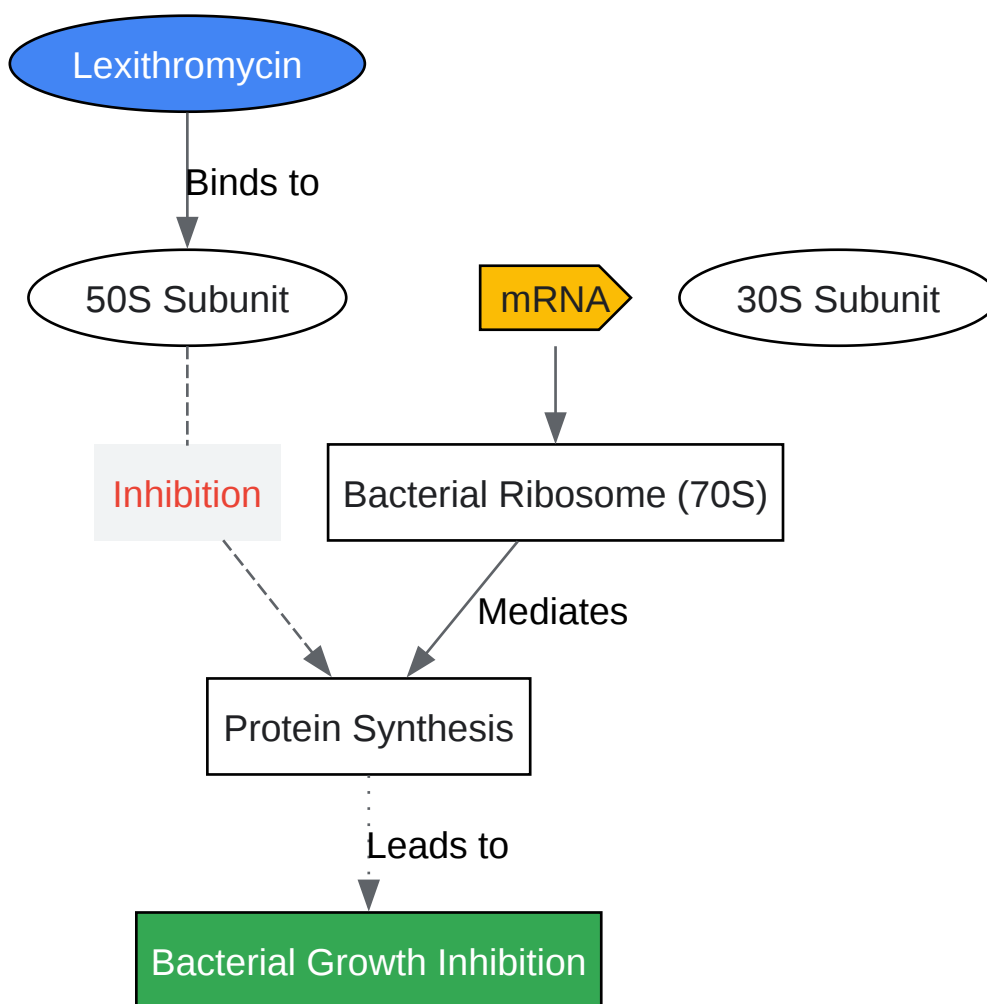 Lexithromycin
Binds to
50S Subunit
mRNA
30S Subunit
Inhibition
Bacterial Ribosome (70S)
Mediates
Protein Synthesis
Leads to
Bacterial Growth Inhibition